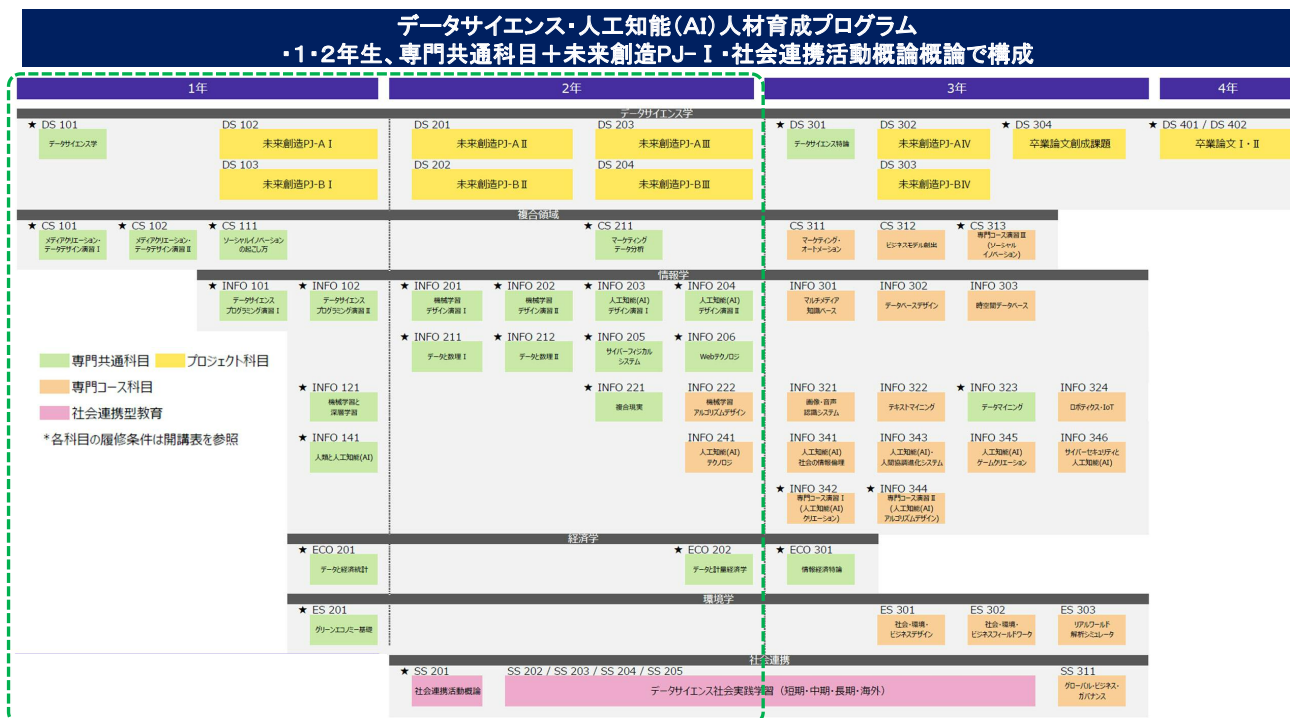 データサイエンス・人工知能(AI)人材育成プログラム
・1・2年生、専門共通科目＋未来創造PJ-Ⅰ・社会連携活動概論概論で構成
1年
2年
3年
4年
データサイエンス学
★ DS 101
データサイエンス学
DS 102
未来創造PJ-AⅠ
DS 103
未来創造PJ-BⅠ
DS 201
未来創造PJ-AⅡ
DS 202
未来創造PJ-BⅡ
DS 203
未来創造PJ-AⅢ
DS 204
未来創造PJ-BⅢ
★ DS 301
データサイエンス特論
DS 302
未来創造PJ-AⅣ
DS 303
未来創造PJ-BⅣ
★ DS 304
卒業論文創成課題
★ DS 401 / DS 402
卒業論文Ⅰ・Ⅱ
複合領域
★ CS 101
メディアクリエーション・
データデザイン演習Ⅰ
★ CS 102
メディアクリエーション・
データデザイン演習Ⅱ
★ CS 111
ソーシャルイノベーション
の起こし方
★ CS 211
マーケティング
データ分析
CS 311
マーケティング・
オートメーション
CS 312
ビジネスモデル創出
★ CS 313
専門コース演習Ⅲ
(ソーシャル
イノベーション)
情報学
★ INFO 101
データサイエンス
プログラミング演習Ⅰ
★ INFO 102
データサイエンス
プログラミング演習Ⅱ
★ INFO 201
機械学習
デザイン演習Ⅰ
★ INFO 202
機械学習
デザイン演習Ⅱ
★ INFO 203
人工知能(AI)
デザイン演習Ⅰ
★ INFO 204
人工知能(AI)
デザイン演習Ⅱ
INFO 301
マルチメディア
知識ベース
INFO 302
データベースデザイン
INFO 303
時空間データベース
★ INFO 211
データと数理Ⅰ
★ INFO 212
データと数理Ⅱ
★ INFO 205
サイバーフィジカル
システム
★ INFO 206
Webテクノロジ
専門共通科目
プロジェクト科目
専門コース科目
社会連携型教育
*各科目の履修条件は開講表を参照
★ INFO 121
機械学習と
深層学習
★ INFO 221
複合現実
INFO 222
機械学習
アルゴリズムデザイン
INFO 321
画像・音声
認識システム
INFO 322
テキストマイニング
★ INFO 323
データマイニング
INFO 324
ロボティクス・IoT
★ INFO 141
人類と人工知能(AI)
INFO 241
人工知能(AI)
テクノロジ
INFO 341
人工知能(AI)
社会の情報倫理
INFO 343
人工知能(AI)・
人間協調進化システム
INFO 345
人工知能(AI)
ゲームクリエーション
INFO 346
サイバーセキュリティと
人工知能(AI)
★ INFO 342
専門コース演習Ⅰ
(人工知能(AI)
クリエーション)
★ INFO 344
専門コース演習Ⅱ
(人工知能(AI)
アルゴリズムデザイン)
経済学
★ ECO 201
データと経済統計
★ ECO 202
データと計量経済学
★ ECO 301
情報経済特論
環境学
★ ES 201
グリーンエコノミー基礎
ES 301
社会・環境・
ビジネスデザイン
ES 302
社会・環境・
ビジネスフィールドワーク
ES 303
リアルワールド
解析シミュレータ
社会連携
★ SS 201
社会連携活動概論
SS 202 / SS 203 / SS 204 / SS 205
データサイエンス社会実践学習（短期・中期・長期・海外）
SS 311
グローバル・ビジネス・
ガバナンス